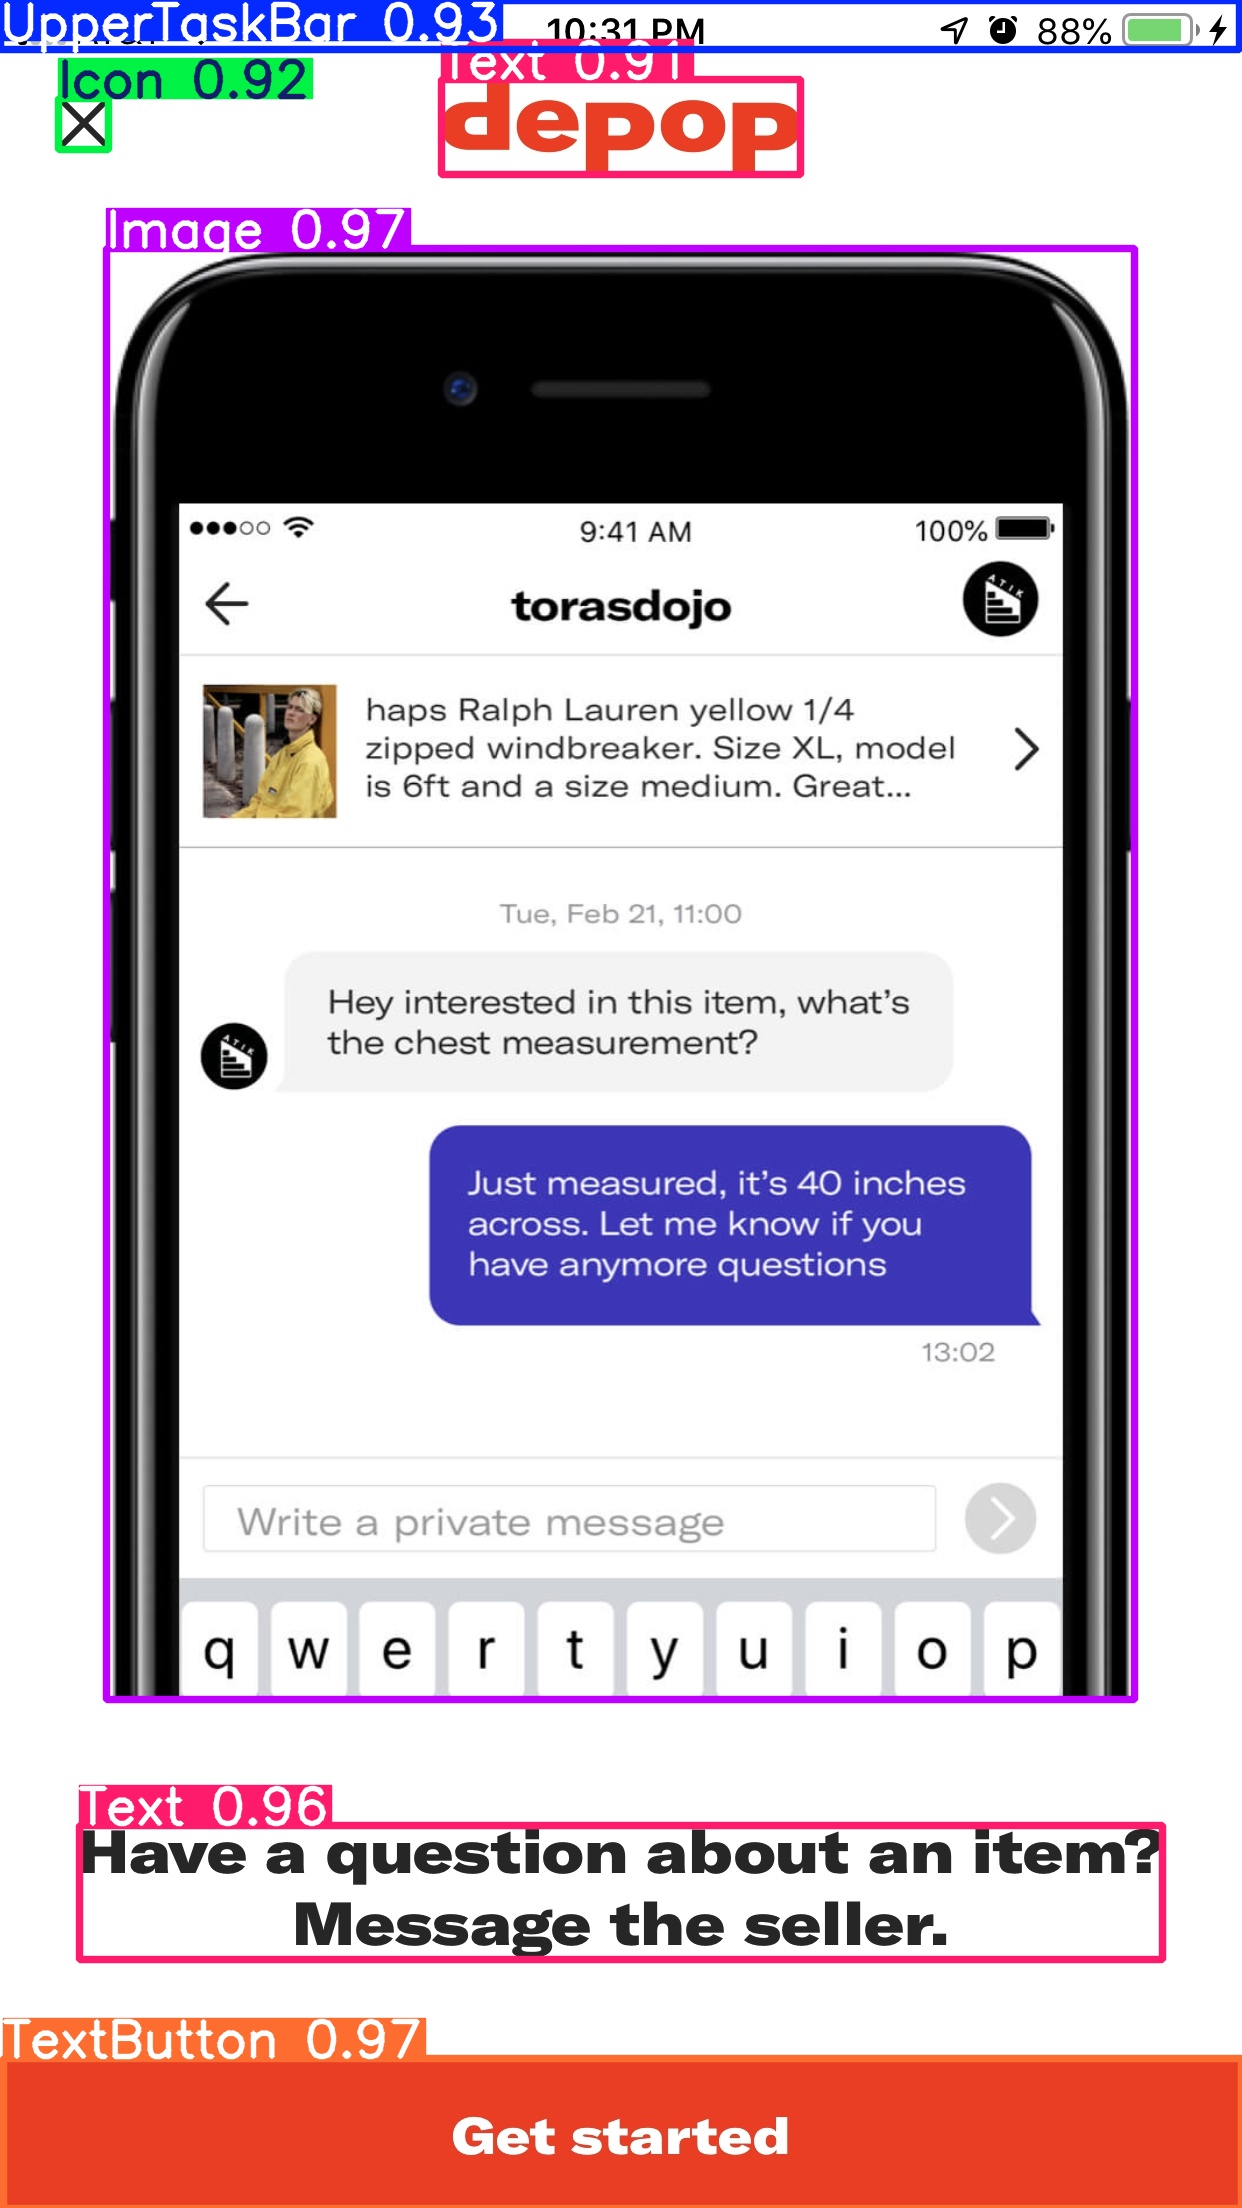 UpperTaskBar 0.93
10:31 PM
88%
Icon 0.92
Text 0.91
depop
Image 0.97
9:41 AM
100%
torasdojo
ATIK
haps Ralph Lauren yellow 1/4
zipped windbreaker. Size XL, model
is 6ft and a size medium. Great...
Tue, Feb 21, 11:00
Hey interested in this item, what's
the chest measurement?
ATIK
Just measured, it's 40 inches
across. Let me know if you
have anymore questions
13:02
Write a private message
q w e r t y u i o p
Text 0.96
Have a question about an item?
Message the seller.
TextButton 0.97
Get started